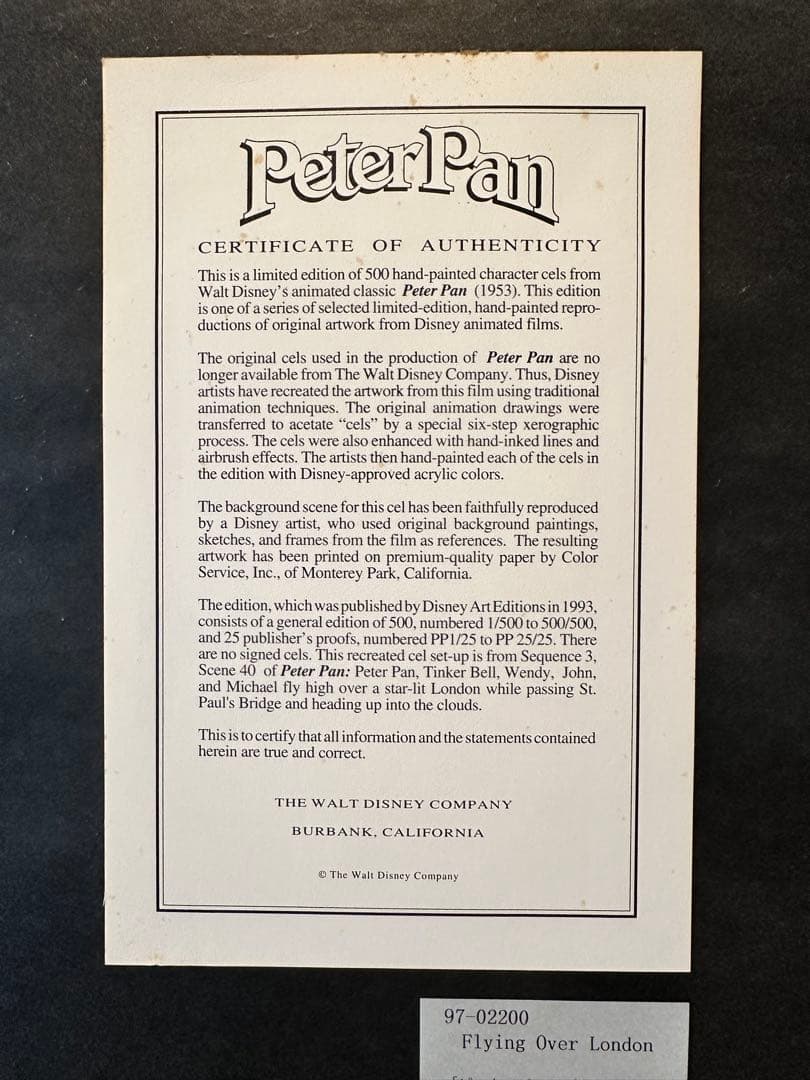 Peter Pan
CERTIFICATE OF AUTHENTICITY
This is a limited edition of 500 hand-painted character cels from
Walt Disney's animated classic Peter Pan (1953). This edition
is one of a series of selected limited-edition, hand-painted repro-
ductions of original artwork from Disney animated films.
The original cels used in the production of Peter Pan are no
longer available from The Walt Disney Company. Thus, Disney
artists have recreated the artwork from this film using traditional
animation techniques. The original animation drawings were
transferred to acetate “cels” by a special six-step xerographic
process. The cels were also enhanced with hand-inked lines and
airbrush effects. The artists then hand-painted each of the cels in
the edition with Disney-approved acrylic colors.
The background scene for this cel has been faithfully reproduced
by a Disney artist, who used original background paintings,
sketches, and frames from the film as references. The resulting
artwork has been printed on premium-quality paper by Color
Service, Inc., of Monterey Park, California.
The edition, which was published by Disney Art Editions in 1993,
consists of a general edition of 500, numbered 1/500 to 500/500,
and 25 publisher's proofs, numbered PP1/25 to PP 25/25. There
are no signed cels. This recreated cel set-up is from Sequence 3,
Scene 40 of Peter Pan: Peter Pan, Tinker Bell, Wendy, John,
and Michael fly high over a star-lit London while passing St.
Paul's Bridge and heading up into the clouds.
This is to certify that all information and the statements contained
herein are true and correct.
THE WALT DISNEY COMPANY
BURBANK, CALIFORNIA
© The Walt Disney Company
97-02200
Flying Over London